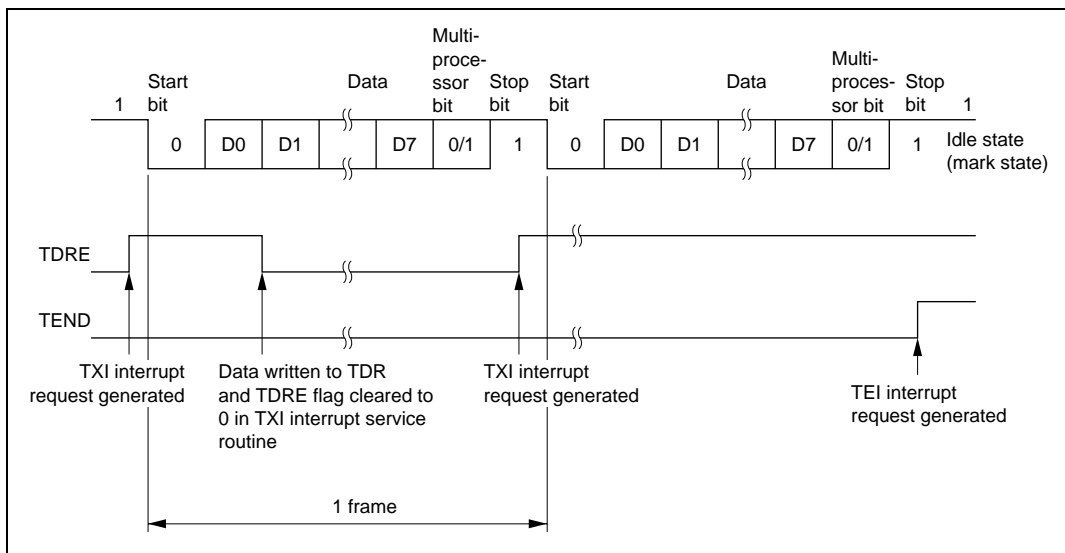 Multi-
proce-
ssor
bit
Start
bit
Data
Stop
bit
Start
bit
Data
Multi-
proces-
sor bit
Stop
bit
1
1
0
D0
D1
D7
0/1
1
0
D0
D1
D7
0/1
1
Idle state
(mark state)
TDRE
TEND
TXI interrupt
request generated
Data written to TDR
and TDRE flag cleared to
0 in TXI interrupt service
routine
TXI interrupt
request generated
TEI interrupt
request generated
1 frame